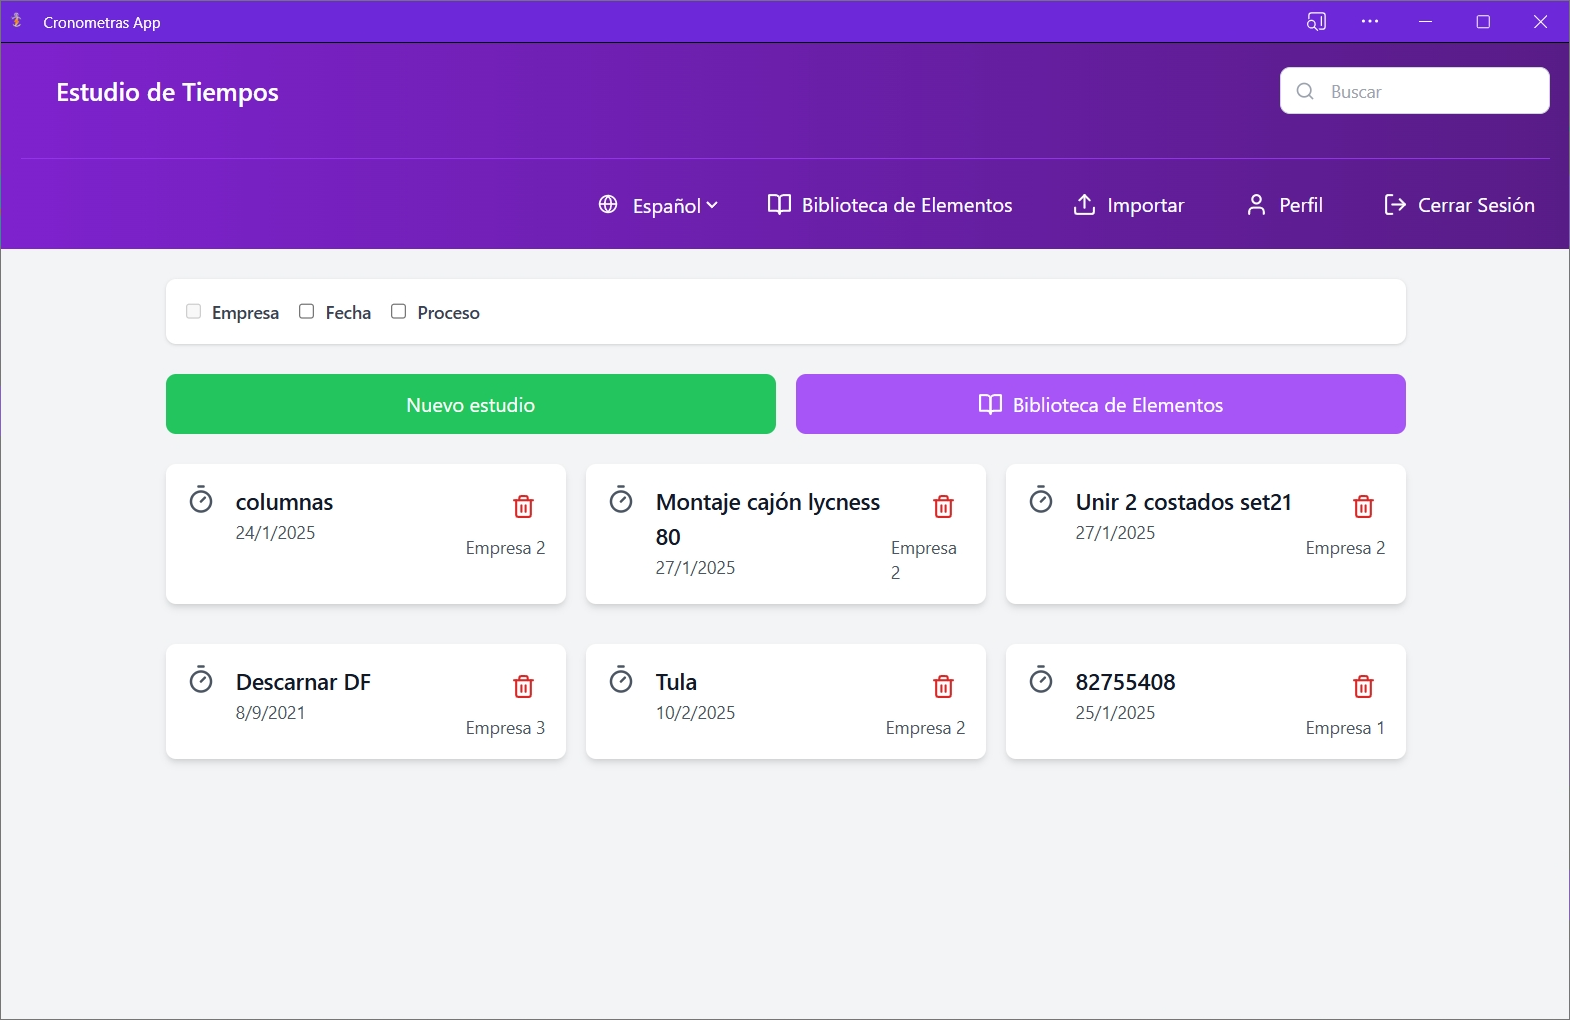 Cronometras App
Estudio de Tiempos
Buscar
Español
Biblioteca de Elementos
Importar
Perfil
Cerrar Sesión
Empresa
Fecha
Proceso
Nuevo estudio
Biblioteca de Elementos
columnas
24/1/2025
Empresa 2
Montaje cajón lycness
80
27/1/2025
Empresa
2
Unir 2 costados set21
27/1/2025
Empresa 2
Descarnar DF
8/9/2021
Empresa 3
Tula
10/2/2025
Empresa 2
82755408
25/1/2025
Empresa 1